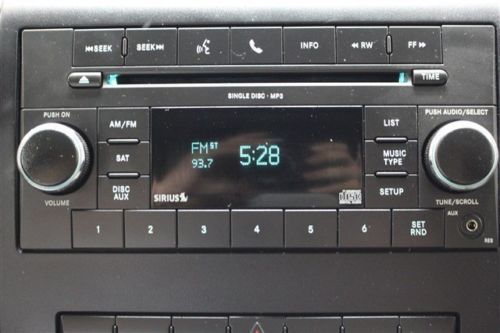 SEEK SEEK INFO RW FF
TIME
SINGLE DISC · MP3
PUSH ON AM/FM LIST PUSH AUDIO/SELECT
FM ST 5:28
93.7
SAT MUSIC TYPE
DISC AUX SETUP
VOLUME SIRIUS disc TUNE/SCROLL
1 2 3 4 5 6 SET RND AUX
RES